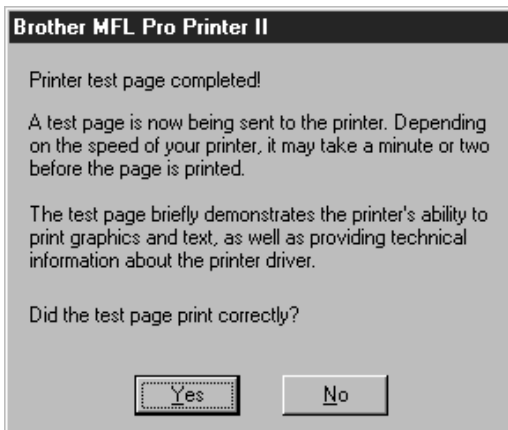 Brother MFL Pro Printer II
Printer test page completed!
A test page is now being sent to the printer. Depending
on the speed of your printer, it may take a minute or two
before the page is printed.
The test page briefly demonstrates the printer's ability to
print graphics and text, as well as providing technical
information about the printer driver.
Did the test page print correctly?
Yes
No